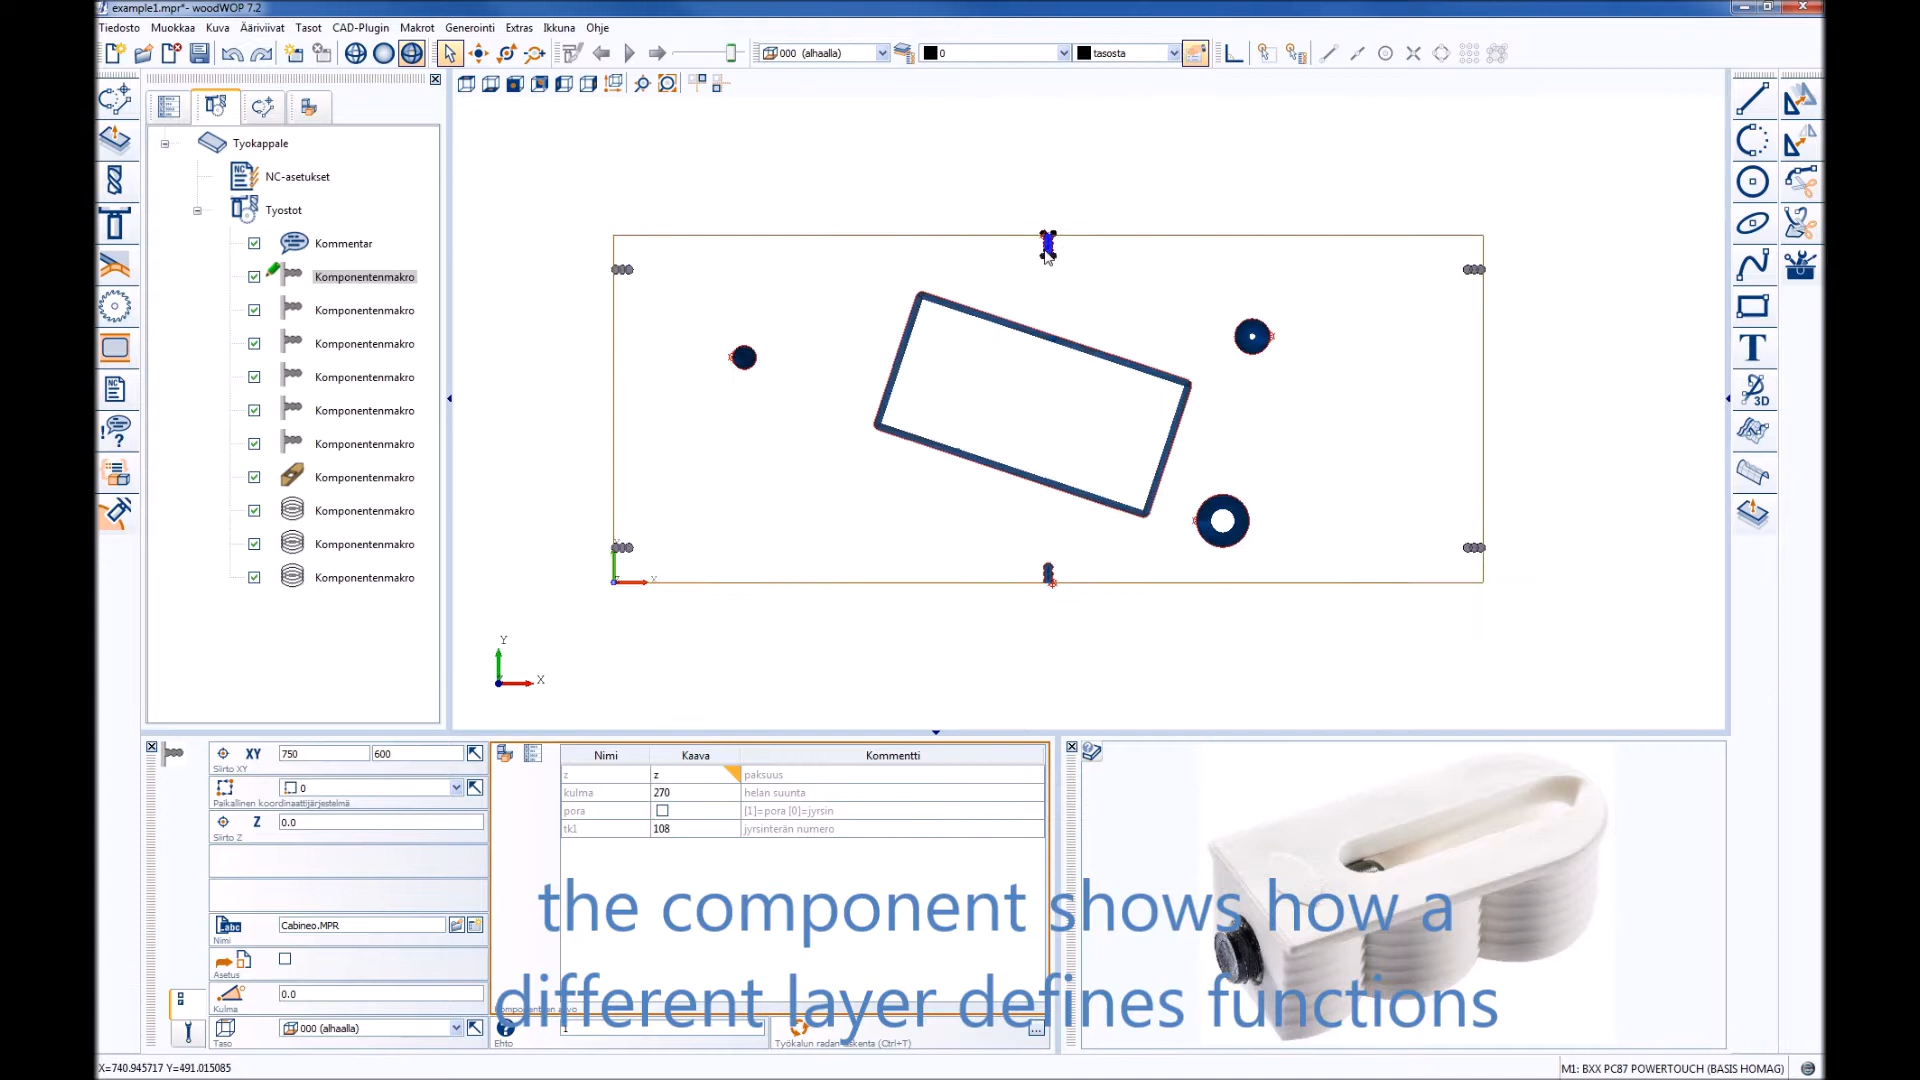 example1.mpr*- woodWOP 7.2
Tiedosto Muokkaa Kuva Ääriviivat Tasot CAD-Plugin Makrot Generointi Extras Ikkuna Ohje
000 (alhaalla) 0 tasosta
Tyokappale
NC-asetukset
Tyostot
Kommentar
Komponentenmakro
Komponentenmakro
Komponentenmakro
Komponentenmakro
Komponentenmakro
Komponentenmakro
Komponentenmakro
Komponentenmakro
Komponentenmakro
Komponentenmakro
X
Y
X
XY 750 600
Siirto XY
0
Paikallinen koordinaattijärjestelmä
Z 0.0
Siirto Z
Cabineo.MPR
Nimi
Asetus
0.0
Kulma
000 (alhaalla)
Taso
Nimi Kaava Kommentti
z z paksuus
kulma 270 helan suunta
pora [1]=pora [0]=jyrsin
tk1 108 jyrsinterän numero
the component shows how a
different layer defines functions
1
Ehto
X=740.945717 Y=491.015085
M1: BXX PC87 POWERTOUCH (BASIS HOMAG)